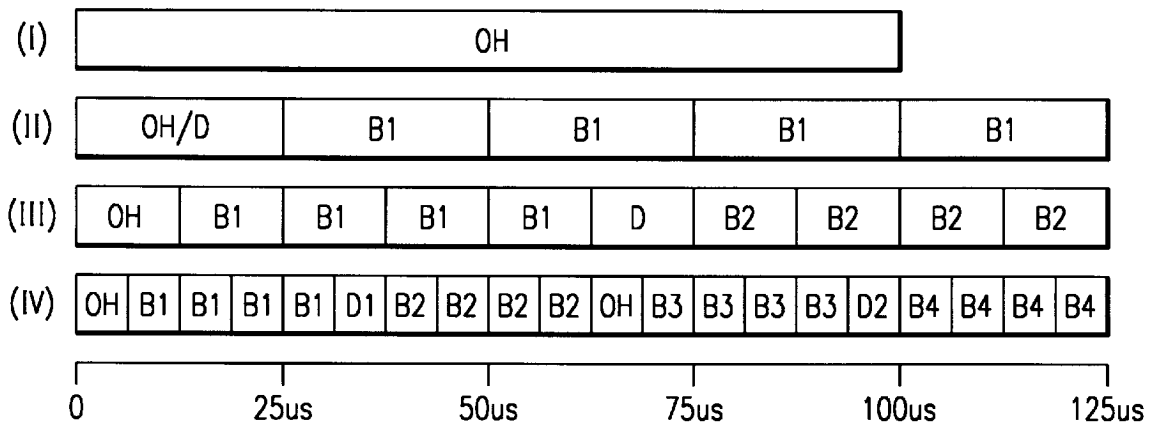 (I) OH
(II) OH/D B1 B1 B1 B1
(III) OH B1 B1 B1 B1 D B2 B2 B2 B2
(IV) OH B1 B1 B1 B1 D1 B2 B2 B2 B2 OH B3 B3 B3 B3 D2 B4 B4 B4 B4
0 25us 50us 75us 100us 125us